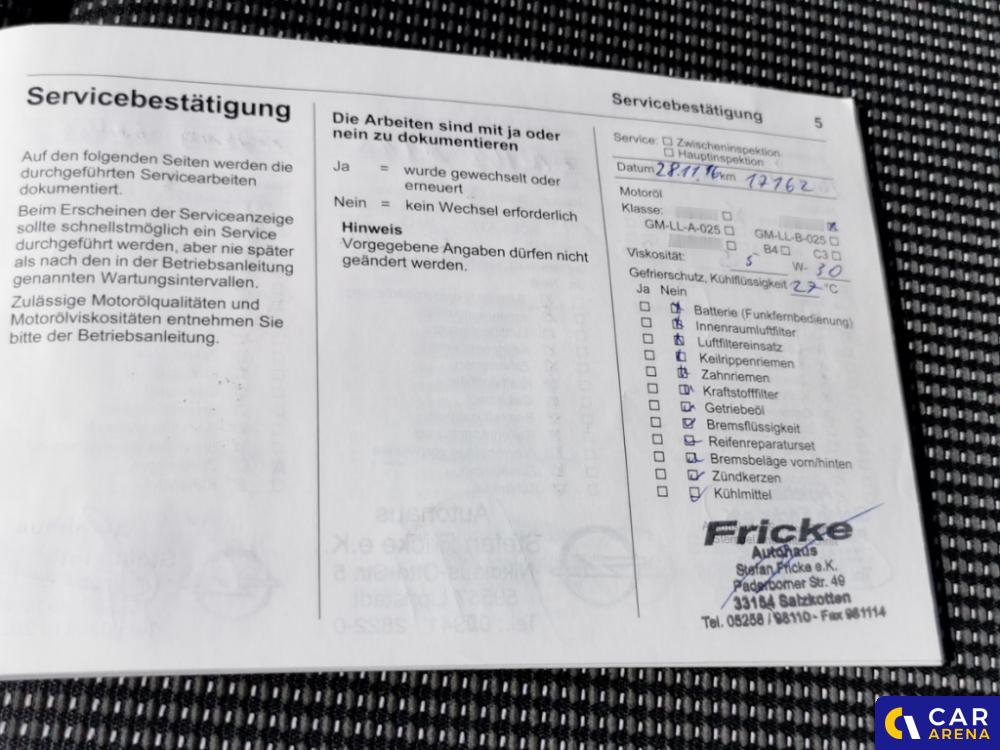 Servicebestätigung
Auf den folgenden Seiten werden die
durchgeführten Servicearbeiten
dokumentiert.
Beim Erscheinen der Serviceanzeige
sollte schnellstmöglich ein Service
durchgeführt werden, aber nie später
als nach den in der Betriebsanleitung
genannten Wartungsintervallen.
Zulässige Motorölqualitäten und
Motorölviskositäten entnehmen Sie
bitte der Betriebsanleitung.
Die Arbeiten sind mit ja oder
nein zu dokumentieren
Ja = wurde gewechselt oder
erneuert
Nein = kein Wechsel erforderlich
Hinweis
Vorgegebene Angaben dürfen nicht
geändert werden.
Servicebestätigung 5
Service: Zwischeninspektion
Hauptinspektion
Datum 28.11.16 km 17162
Motoröl
Klasse:
GM-LL-A-025 GM-LL-B-025
B4 C3
Viskosität: 5 W- 30
Gefrierschutz, Kühlflüssigkeit 27 °C
Ja Nein
Batterie (Funkfernbedienung)
Innenraumluftfilter
Luftfiltereinsatz
Keilrippenriemen
Zahnriemen
Kraftstofffilter
Getriebeöl
Bremsflüssigkeit
Reifenreparaturset
Bremsbeläge vorn/hinten
Zündkerzen
Kühlmittel
Fricke
Autohaus
Stefan Fricke e.K.
Paderborner Str. 49
33154 Salzkotten
Tel. 05258 / 98110 - Fax 981114
CAR
ARENA